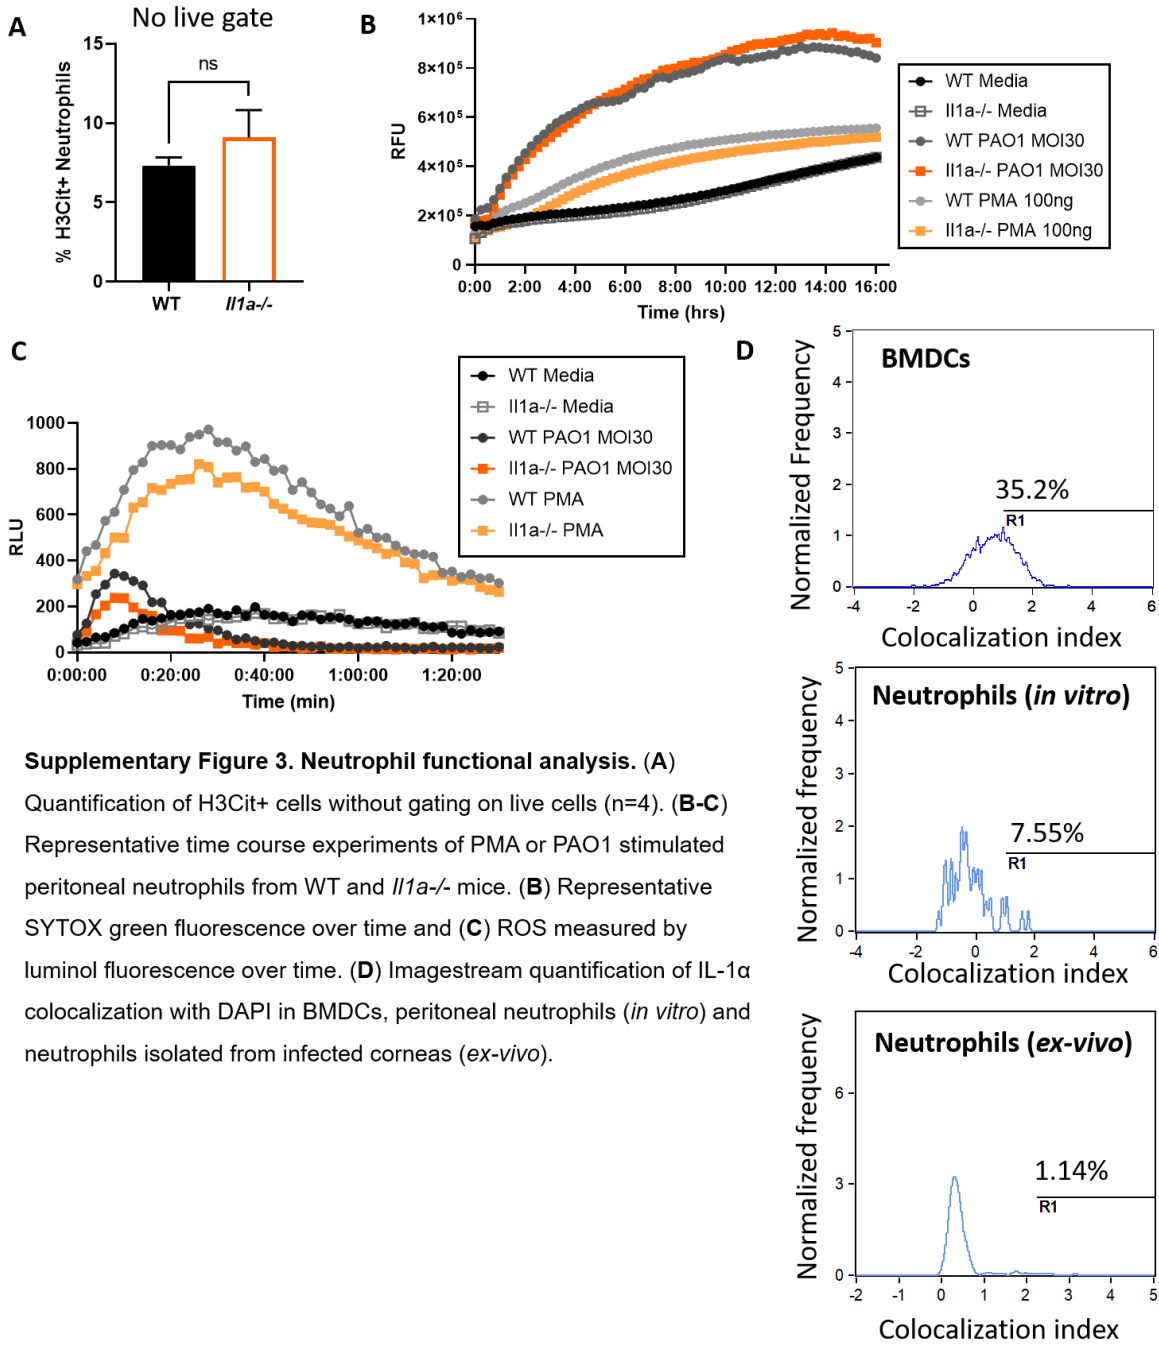 A
No live gate
15
10
5
0
% H3Cit+ Neutrophils
ns
WT
Il1a-/-
B
1×10⁶
8×10⁵
6×10⁵
4×10⁵
2×10⁵
0
RFU
0:00 2:00 4:00 6:00 8:00 10:00 12:00 14:00 16:00
Time (hrs)
WT Media
Il1a-/- Media
WT PAO1 MOI30
Il1a-/- PAO1 MOI30
WT PMA 100ng
Il1a-/- PMA 100ng
C
1000
800
600
400
200
0
RLU
0:00:00 0:20:00 0:40:00 1:00:00 1:20:00
Time (min)
WT Media
Il1a-/- Media
WT PAO1 MOI30
Il1a-/- PAO1 MOI30
WT PMA
Il1a-/- PMA
D
BMDCs
5
4
3
2
1
0
Normalized Frequency
35.2%
R1
-4 -2 0 2 4 6
Colocalization index
Neutrophils (in vitro)
5
4
3
2
1
0
Normalized frequency
7.55%
R1
-4 -2 0 2 4 6
Colocalization index
Neutrophils (ex-vivo)
6
3
0
Normalized frequency
1.14%
R1
-2 -1 0 1 2 3 4 5
Colocalization index
Supplementary Figure 3. Neutrophil functional analysis. (A)
Quantification of H3Cit+ cells without gating on live cells (n=4). (B-C)
Representative time course experiments of PMA or PAO1 stimulated
peritoneal neutrophils from WT and Il1a-/- mice. (B) Representative
SYTOX green fluorescence over time and (C) ROS measured by
luminol fluorescence over time. (D) Imagestream quantification of IL-1α
colocalization with DAPI in BMDCs, peritoneal neutrophils (in vitro) and
neutrophils isolated from infected corneas (ex-vivo).